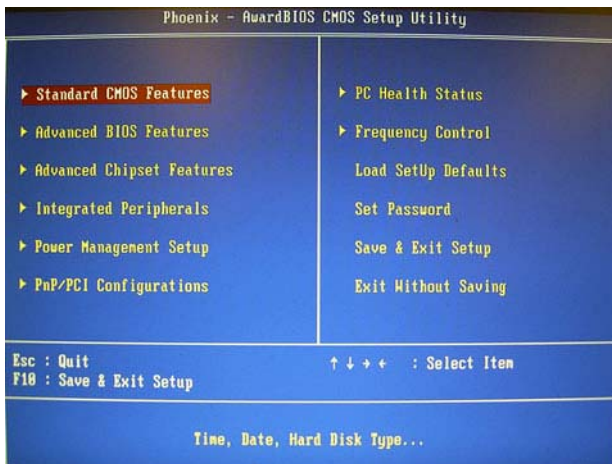 Phoenix - AwardBIOS CMOS Setup Utility
Standard CMOS Features
Advanced BIOS Features
Advanced Chipset Features
Integrated Peripherals
Power Management Setup
PnP/PCI Configurations
PC Health Status
Frequency Control
Load SetUp Defaults
Set Password
Save & Exit Setup
Exit Without Saving
Esc : Quit
F10 : Save & Exit Setup
↑ ↓ → ← : Select Item
Time, Date, Hard Disk Type...